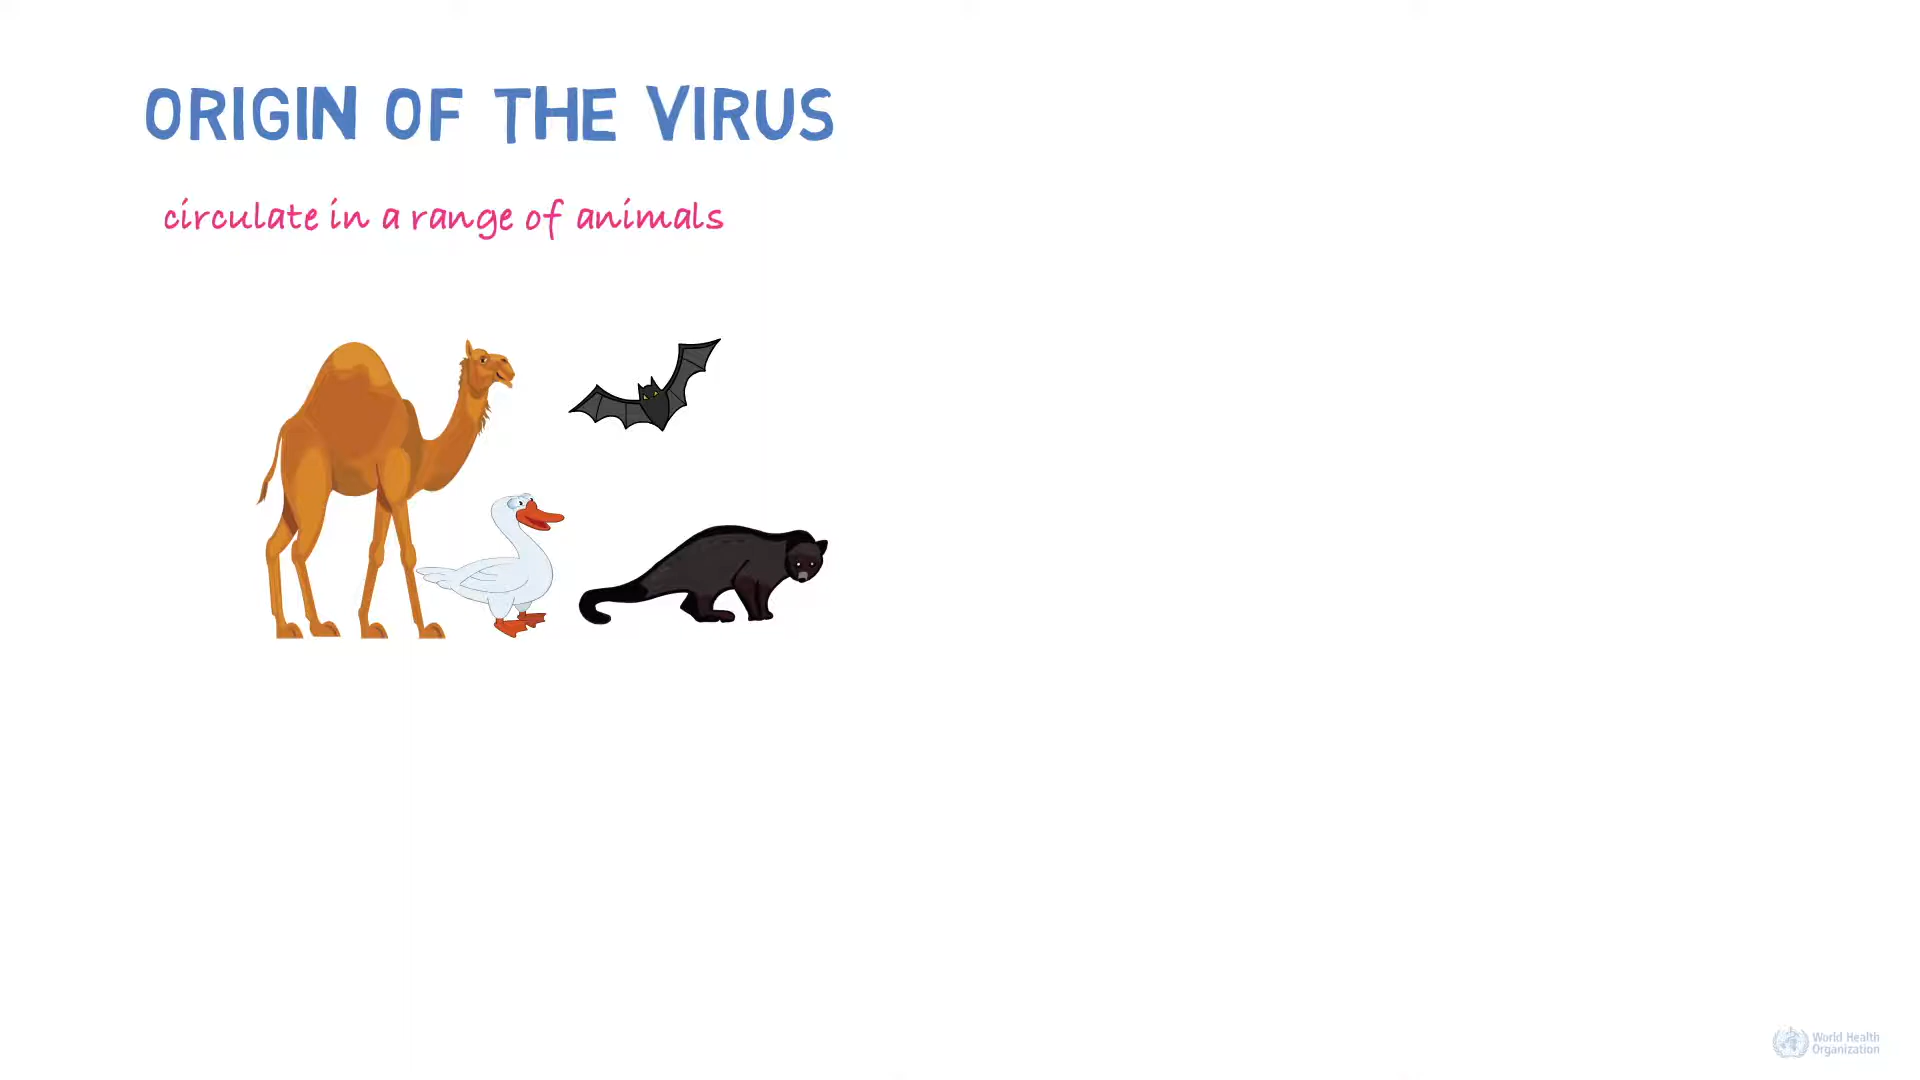 ORIGIN OF THE VIRUS
circulate in a range of animals
World Health
Organization